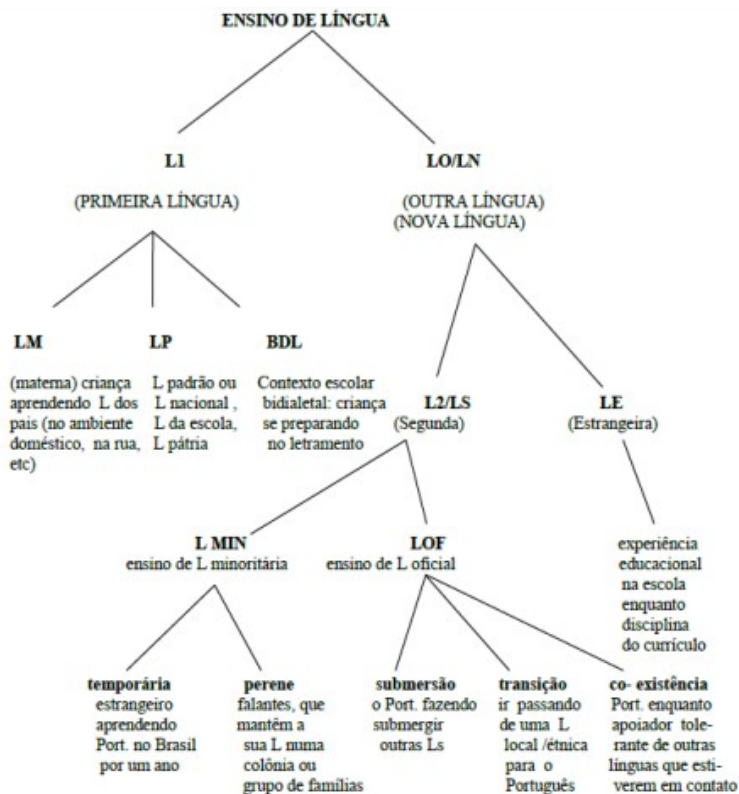 ENSINO DE LÍNGUA
L1
(PRIMEIRA LÍNGUA)
LO/LN
(OUTRA LÍNGUA)
(NOVA LÍNGUA)
LM
(materna) criança
aprendendo L dos
pais (no ambiente
doméstico, na rua,
etc)
LP
L padrão ou
L nacional ,
L da escola,
L pátria
BDL
Contexto escolar
bidialetal: criança
se preparando
no letramento
L2/LS
(Segunda)
LE
(Estrangeira)
L MIN
ensino de L minoritária
LOF
ensino de L oficial
experiência
educacional
na escola
enquanto
disciplina
do currículo
temporária
estrangeiro
aprendendo
Port. no Brasil
por um ano
perene
falantes, que
mantêm a
sua L numa
colônia ou
grupo de famílias
submersão
o Port. fazendo
submergir
outras Ls
transição
ir passando
de uma L
local /étnica
para o
Português
co- existência
Port. enquanto
apoiador tole-
rante de outras
línguas que esti-
verem em contato